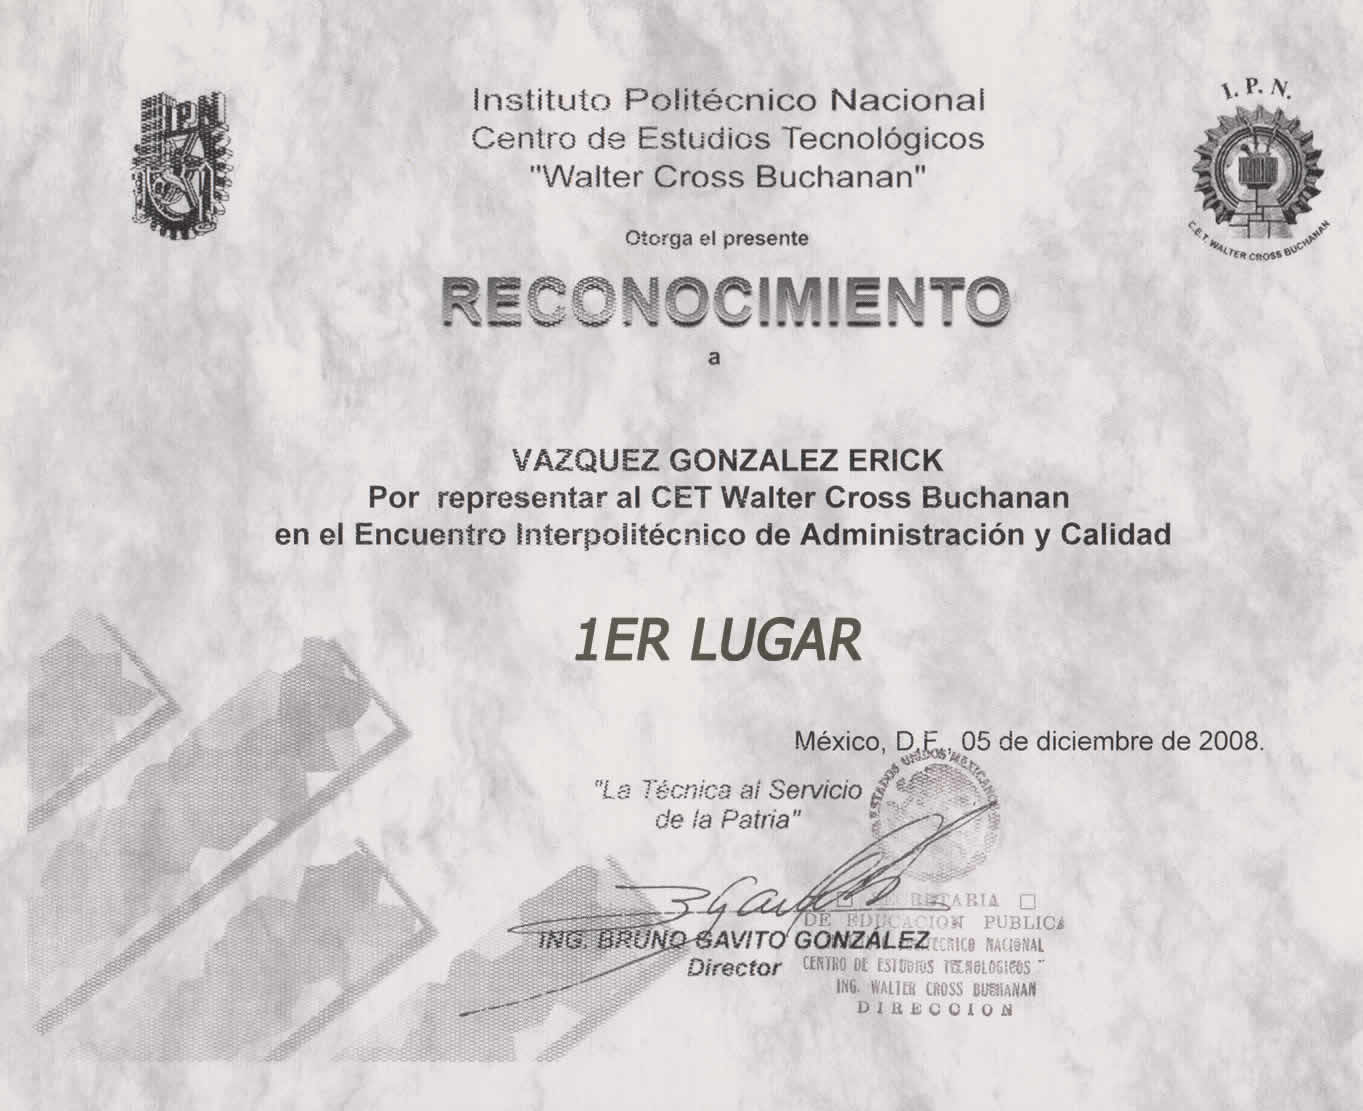 IPN
I. P. N.
Instituto Politécnico Nacional
Centro de Estudios Tecnológicos
"Walter Cross Buchanan"
C.E.T. WALTER CROSS BUCHANAN
Otorga el presente
RECONOCIMIENTO
a
VAZQUEZ GONZALEZ ERICK
Por representar al CET Walter Cross Buchanan
en el Encuentro Interpolitécnico de Administración y Calidad
1ER LUGAR
México, D.F., 05 de diciembre de 2008.
"La Técnica al Servicio
de la Patria"
ESTADOS UNIDOS MEXICANOS
ING. BRUNO GAVITO GONZÁLEZ
Director
SECRETARIA
DE EDUCACION PUBLICA
NACIONAL
CENTRO DE ESTUDIOS TECNOLOGICOS "
ING. WALTER CROSS BUCHANAN
DIRECCION